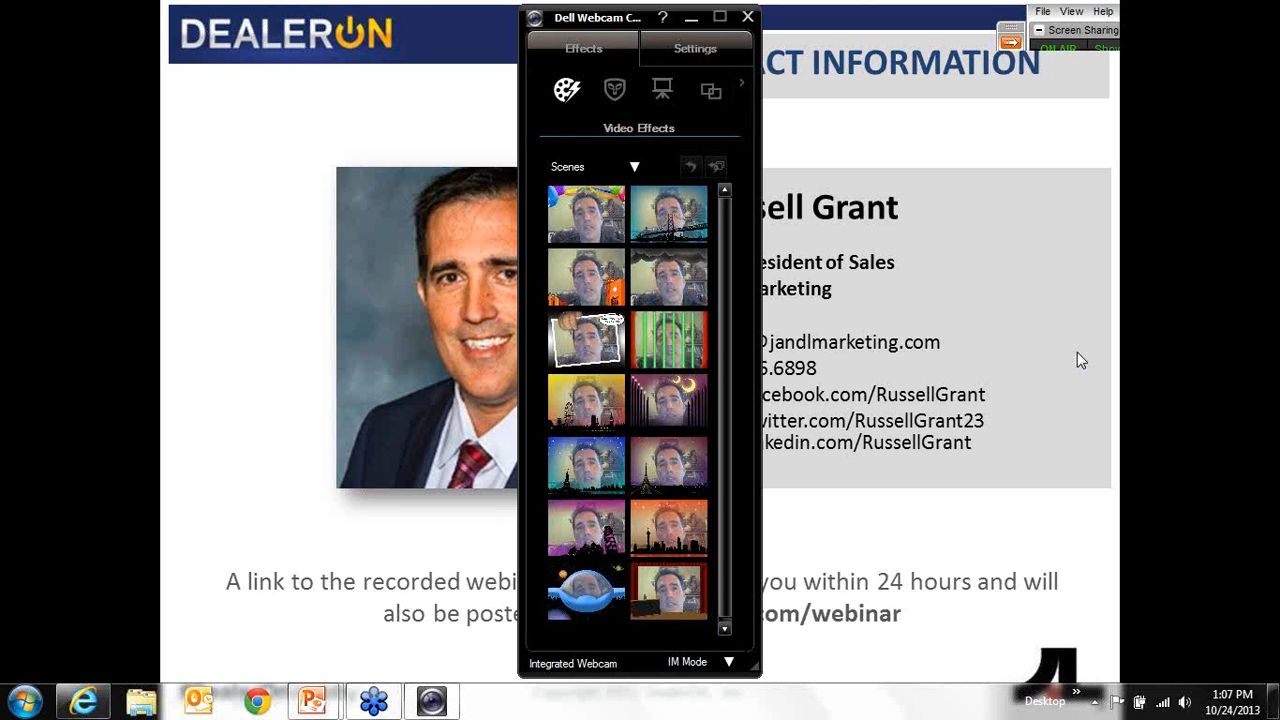 DEALERON
Dell Webcam C...
?
File View Help
Screen Sharing
ON AIR
Effects
Settings
ACT INFORMATION
Video Effects
Scenes
sell Grant
esident of Sales
arketing
@jandlmarketing.com
6.6898
cebook.com/RussellGrant
witter.com/RussellGrant23
kedin.com/RussellGrant
A link to the recorded webi
you within 24 hours and will
also be poste
com/webinar
Integrated Webcam
IM Mode
Desktop
1:07 PM
10/24/2013